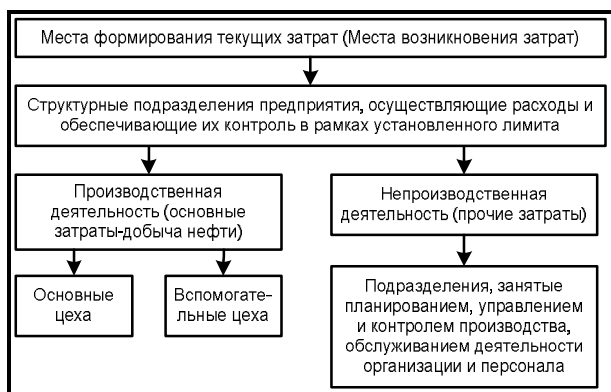 Места формирования текущих затрат (Места возникновения затрат)
Структурные подразделения предприятия, осуществляющие расходы и
обеспечивающие их контроль в рамках установленного лимита
Производственная
деятельность (основные
затраты-добыча нефти)
Непроизводственная
деятельность (прочие затраты)
Основные
цеха
Вспомогате-
льные цеха
Подразделения, занятые
планированием, управлением
и контролем производства,
обслуживанием деятельности
организации и персонала